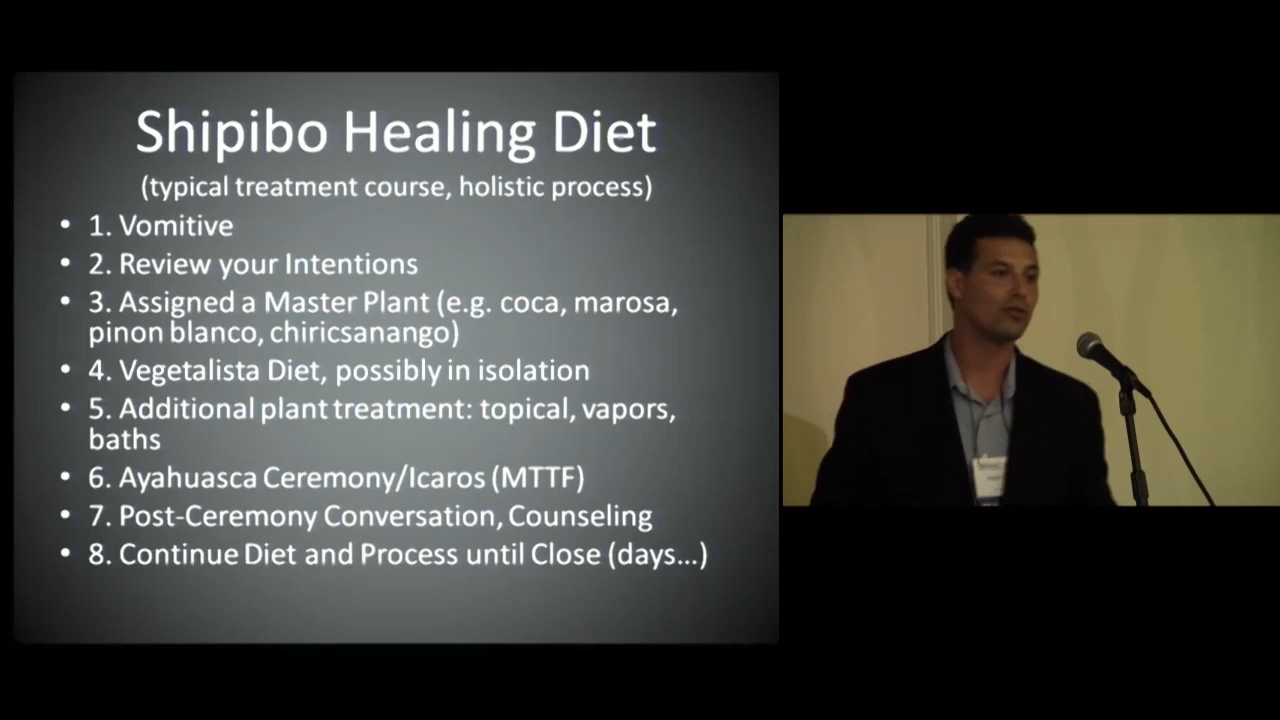 Shipibo Healing Diet
(typical treatment course, holistic process)
• 1. Vomitive
• 2. Review your Intentions
• 3. Assigned a Master Plant (e.g. coca, marosa,
pinon blanco, chiricsanango)
• 4. Vegetalista Diet, possibly in isolation
• 5. Additional plant treatment: topical, vapors,
baths
• 6. Ayahuasca Ceremony/Icaros (MTTF)
• 7. Post-Ceremony Conversation, Counseling
• 8. Continue Diet and Process until Close (days...)